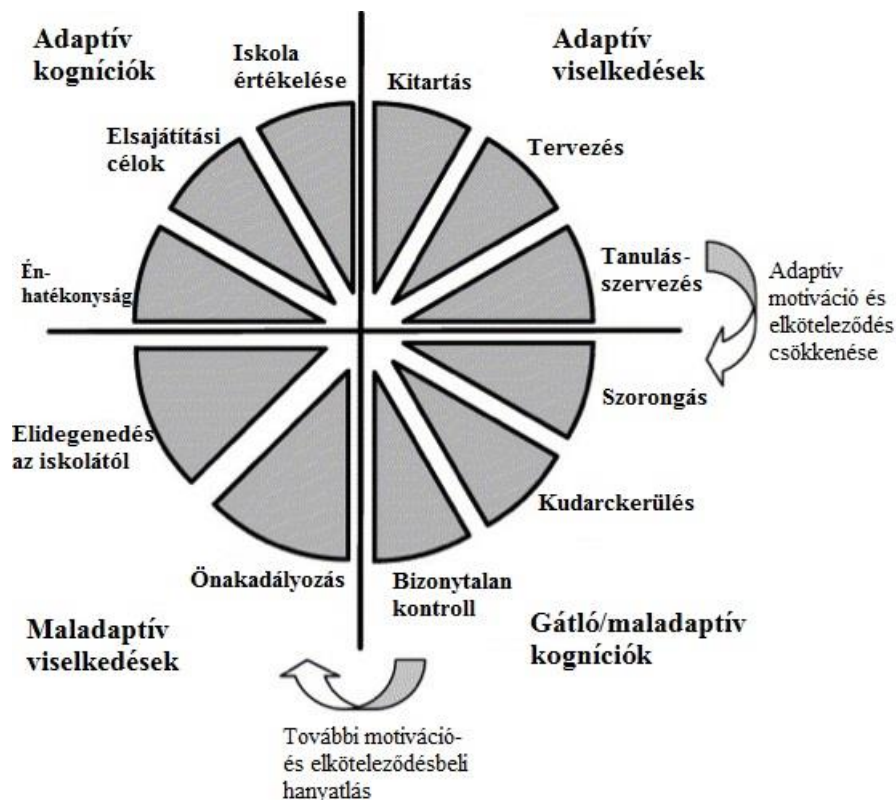 Adaptív
kogníciók
Iskola
értékelése
Kitartás
Adaptív
viselkedések
Elsajátítási
célok
Tervezés
Én-
hatékonyság
Tanulás-
szervezés
Adaptív
motiváció és
elköteleződés
csökkenése
Szorongás
Elidegenedés
az iskolától
Kudarckerülés
Önakadályozás
Bizonytalan
kontroll
Maladaptív
viselkedések
Gátló/maladaptív
kogníciók
További motiváció-
és elköteleződésbeli
hanyatlás